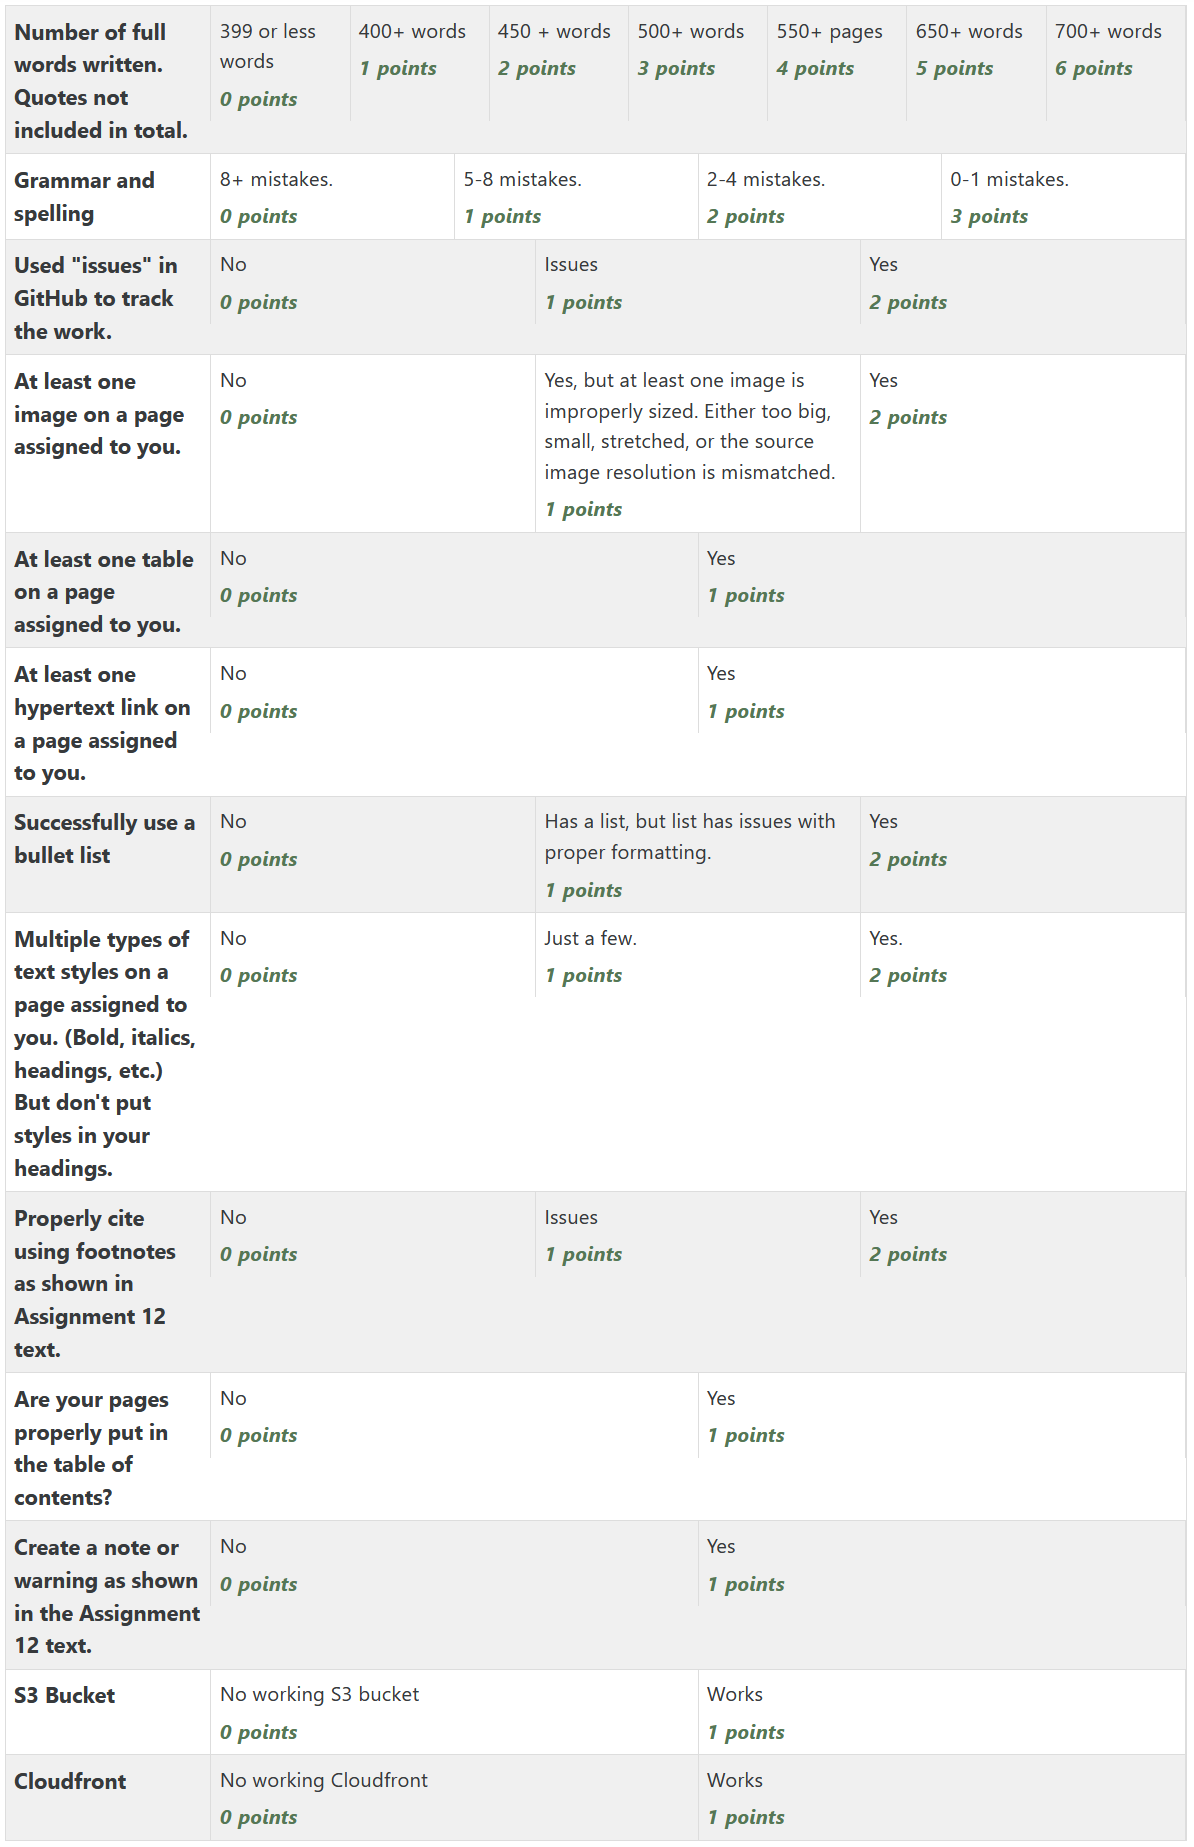 Number of full
words written.
Quotes not
included in total.
399 or less
words
0 points
400+ words
1 points
450 + words
2 points
500+ words
3 points
550+ pages
4 points
650+ words
5 points
700+ words
6 points
Grammar and
spelling
8+ mistakes.
0 points
5-8 mistakes.
1 points
2-4 mistakes.
2 points
0-1 mistakes.
3 points
Used "issues" in
GitHub to track
the work.
No
0 points
Issues
1 points
Yes
2 points
At least one
image on a page
assigned to you.
No
0 points
Yes, but at least one image is
improperly sized. Either too big,
small, stretched, or the source
image resolution is mismatched.
1 points
Yes
2 points
At least one table
on a page
assigned to you.
No
0 points
Yes
1 points
At least one
hypertext link on
a page assigned
to you.
No
0 points
Yes
1 points
Successfully use a
bullet list
No
0 points
Has a list, but list has issues with
proper formatting.
1 points
Yes
2 points
Multiple types of
text styles on a
page assigned to
you. (Bold, italics,
headings, etc.)
But don't put
styles in your
headings.
No
0 points
Just a few.
1 points
Yes.
2 points
Properly cite
using footnotes
as shown in
Assignment 12
text.
No
0 points
Issues
1 points
Yes
2 points
Are your pages
properly put in
the table of
contents?
No
0 points
Yes
1 points
Create a note or
warning as shown
in the Assignment
12 text.
No
0 points
Yes
1 points
S3 Bucket
No working S3 bucket
0 points
Works
1 points
Cloudfront
No working Cloudfront
0 points
Works
1 points